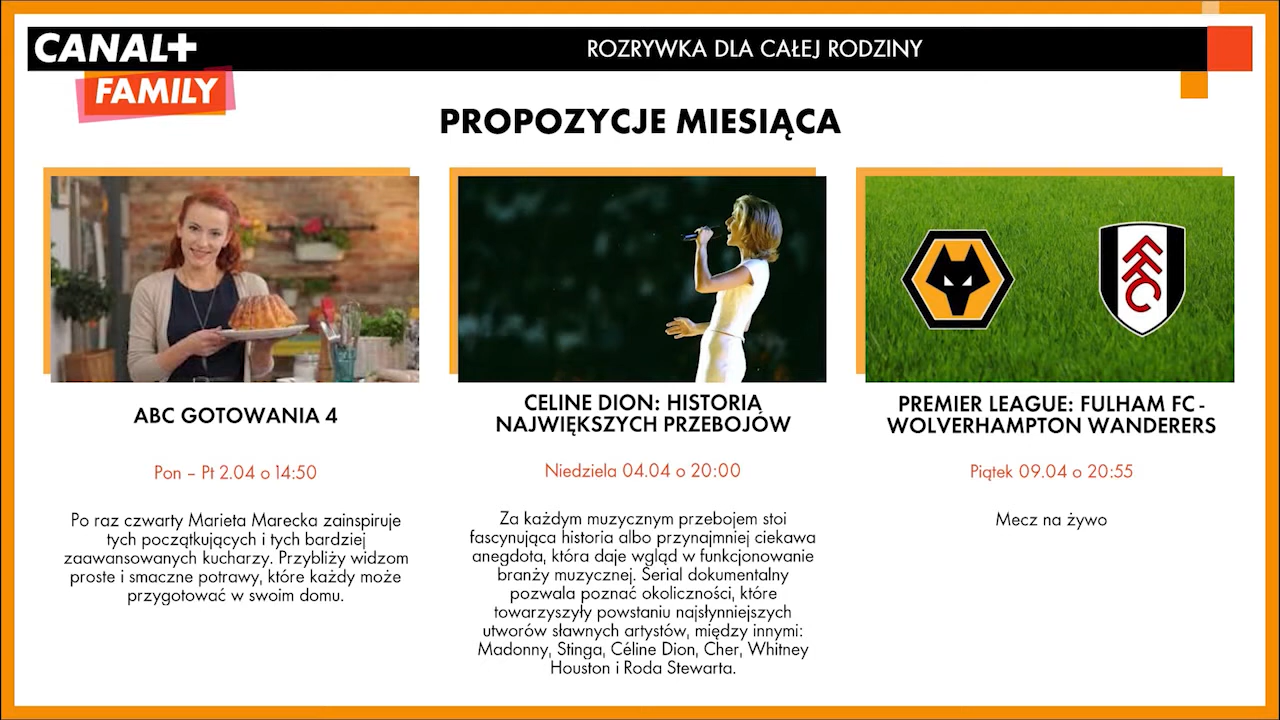 CANAL+
FAMILY
ROZRYWKA DLA CAŁEJ RODZINY
PROPOZYCJE MIESIĄCA
ABC GOTOWANIA 4
Pon – Pt 2.04 o 14:50
Po raz czwarty Marieta Marecka zainspiruje
tych początkujących i tych bardziej
zaawansowanych kucharzy. Przybliży widzom
proste i smaczne potrawy, które każdy może
przygotować w swoim domu.
CELINE DION: HISTORIA
NAJWIĘKSZYCH PRZEBOJÓW
Niedziela 04.04 o 20:00
Za każdym muzycznym przebojem stoi
fascynująca historia albo przynajmniej ciekawa
anegdota, która daje wgląd w funkcjonowanie
branży muzycznej. Serial dokumentalny
pozwala poznać okoliczności, które
towarzyszyły powstaniu najsłynniejszych
utworów sławnych artystów, między innymi:
Madonny, Stinga, Céline Dion, Cher, Whitney
Houston i Roda Stewarta.
FFC
PREMIER LEAGUE: FULHAM FC -
WOLVERHAMPTON WANDERERS
Piątek 09.04 o 20:55
Mecz na żywo